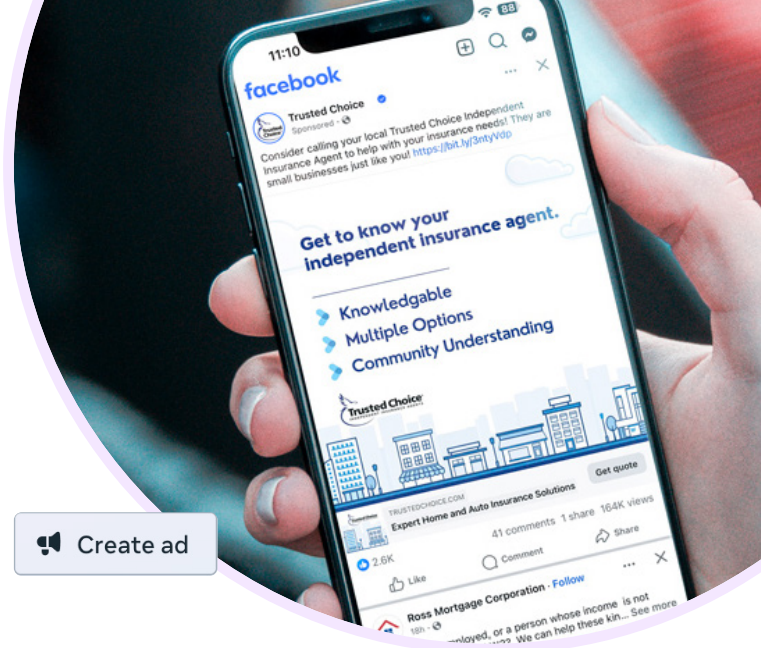 11:10
88
facebook
Trusted Choice
Sponsored ·
Consider calling your local Trusted Choice Independent
Insurance Agent to help with your insurance needs! They are
small businesses just like you! https://bit.ly/3ntyVdp
Get to know your
independent insurance agent.
Knowledgable
Multiple Options
Community Understanding
Trusted Choice
INDEPENDENT INSURANCE AGENTS
TRUSTEDCHOICE.COM
Expert Home and Auto Insurance Solutions
Get quote
2.6K
41 comments 1 share 164K views
Like
Comment
Share
Ross Mortgage Corporation · Follow
18h ·
mployed, or a person whose income is not
We can help these kin... See more
Create ad